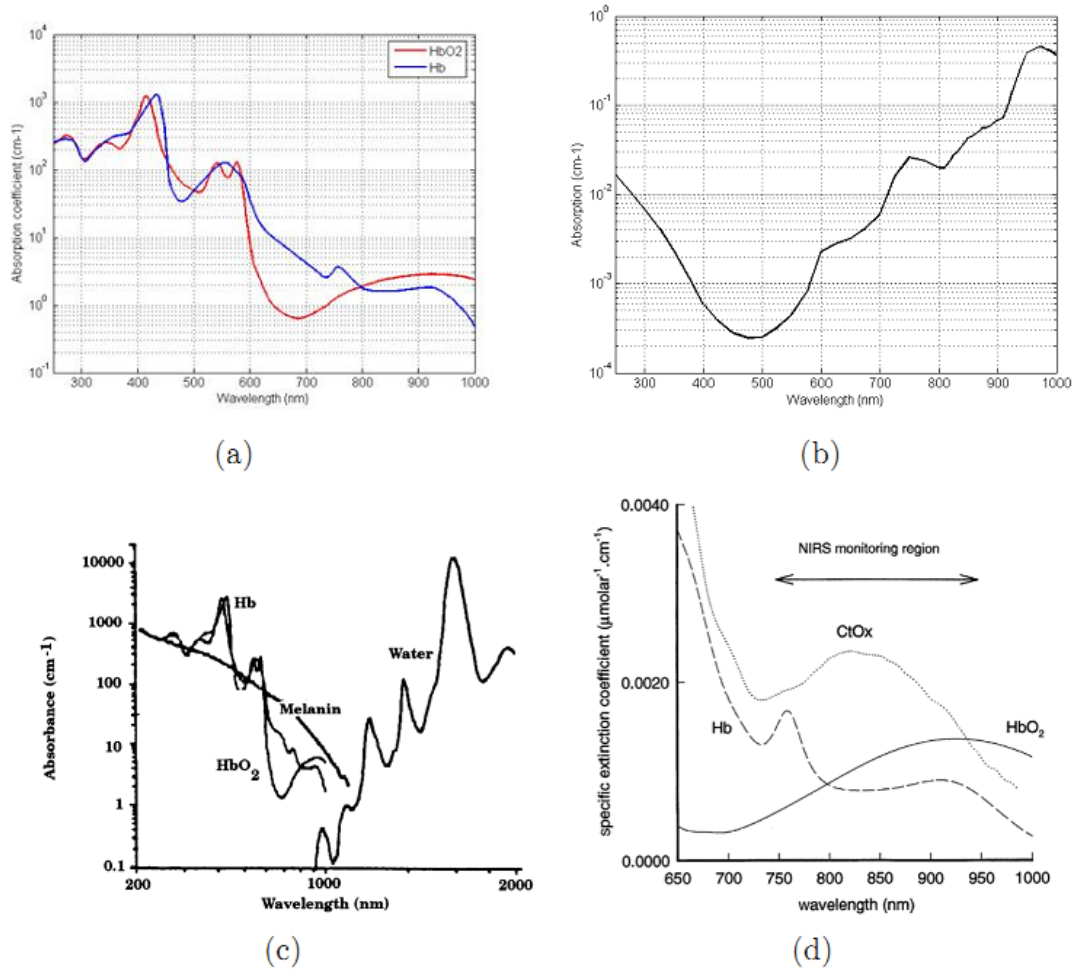 10^4
10^3
10^2
10^1
10^0
10^-1
Absorption coefficient (cm-1)
HbO2
Hb
300 400 500 600 700 800 900 1000
Wavelength (nm)
(a)
10^0
10^-1
10^-2
10^-3
10^-4
Absorption (cm-1)
300 400 500 600 700 800 900 1000
Wavelength (nm)
(b)
10000
1000
100
10
1
0.1
Absorbance (cm⁻¹)
Hb
Water
Melanin
HbO₂
200 1000 2000
Wavelength (nm)
(c)
0.0040
0.0020
0.0000
specific extinction coefficient (μmolar⁻¹.cm⁻¹)
NIRS monitoring region
CtOx
Hb
HbO₂
650 700 750 800 850 900 950 1000
wavelength (nm)
(d)